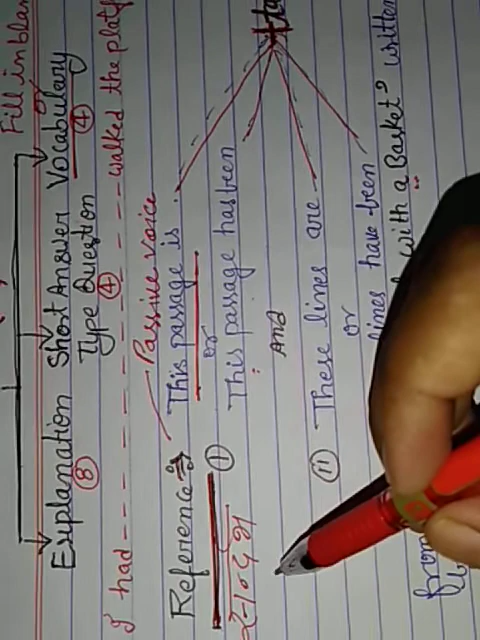 Fill in blan
Explanation Short Answer Vocabulary
Type Question ④
⑧ ④
I had --- walked the platf
Passive voice
Reference ⇒ This passage is
or
① This passage has been
सन्दर्भ
And
ⓘⓘ These lines are
or
lines have been
from with a Basket" written